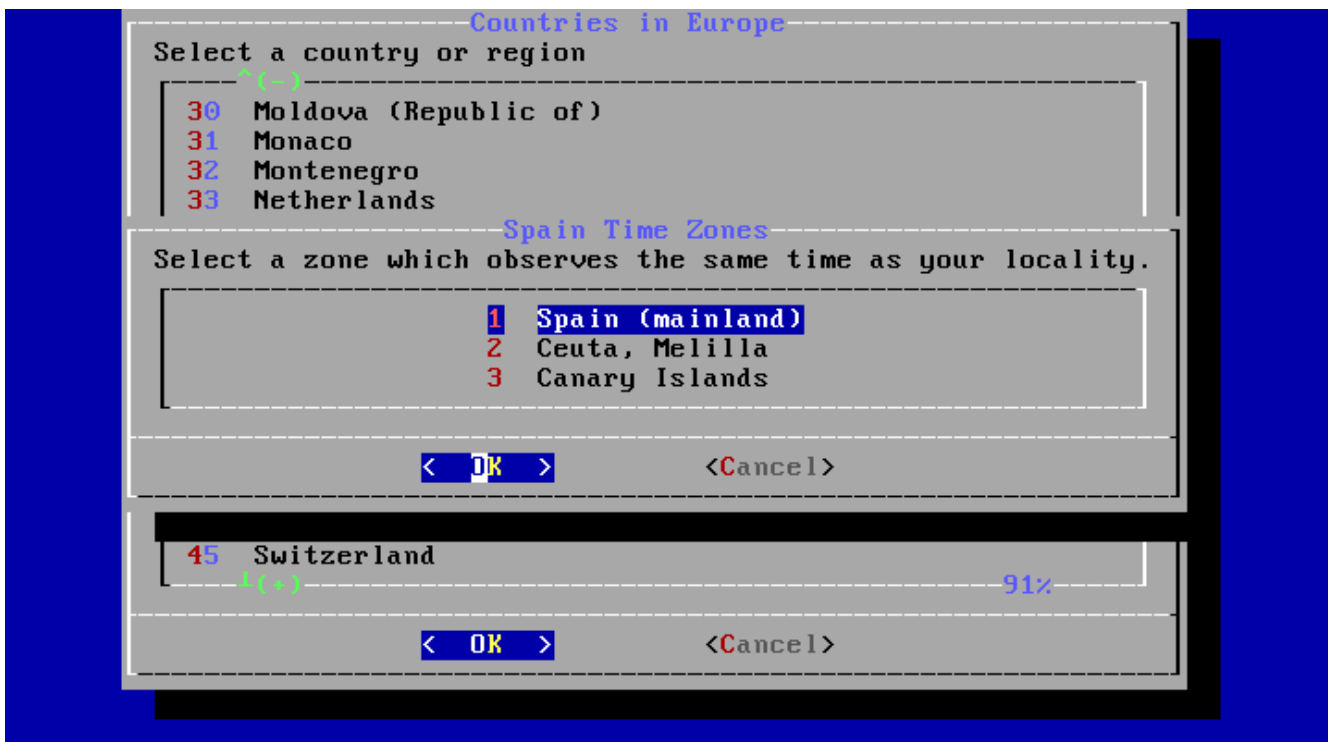 Countries in Europe
Select a country or region
^(-)
30 Moldova (Republic of)
31 Monaco
32 Montenegro
33 Netherlands
Spain Time Zones
Select a zone which observes the same time as your locality.
1 Spain (mainland)
2 Ceuta, Melilla
3 Canary Islands
< OK > <Cancel>
45 Switzerland
┴(+) 91%
< OK > <Cancel>